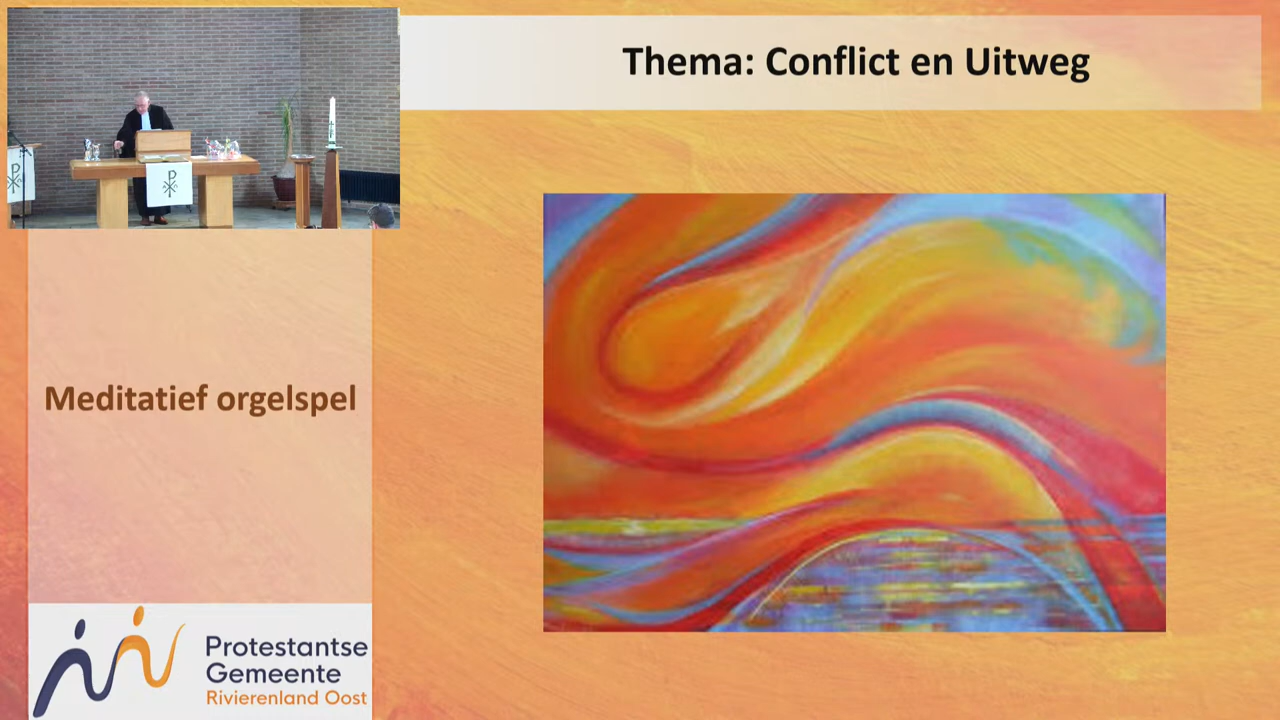 Thema: Conflict en Uitweg
Meditatief orgelspel
Protestantse
Gemeente
Rivierenland Oost